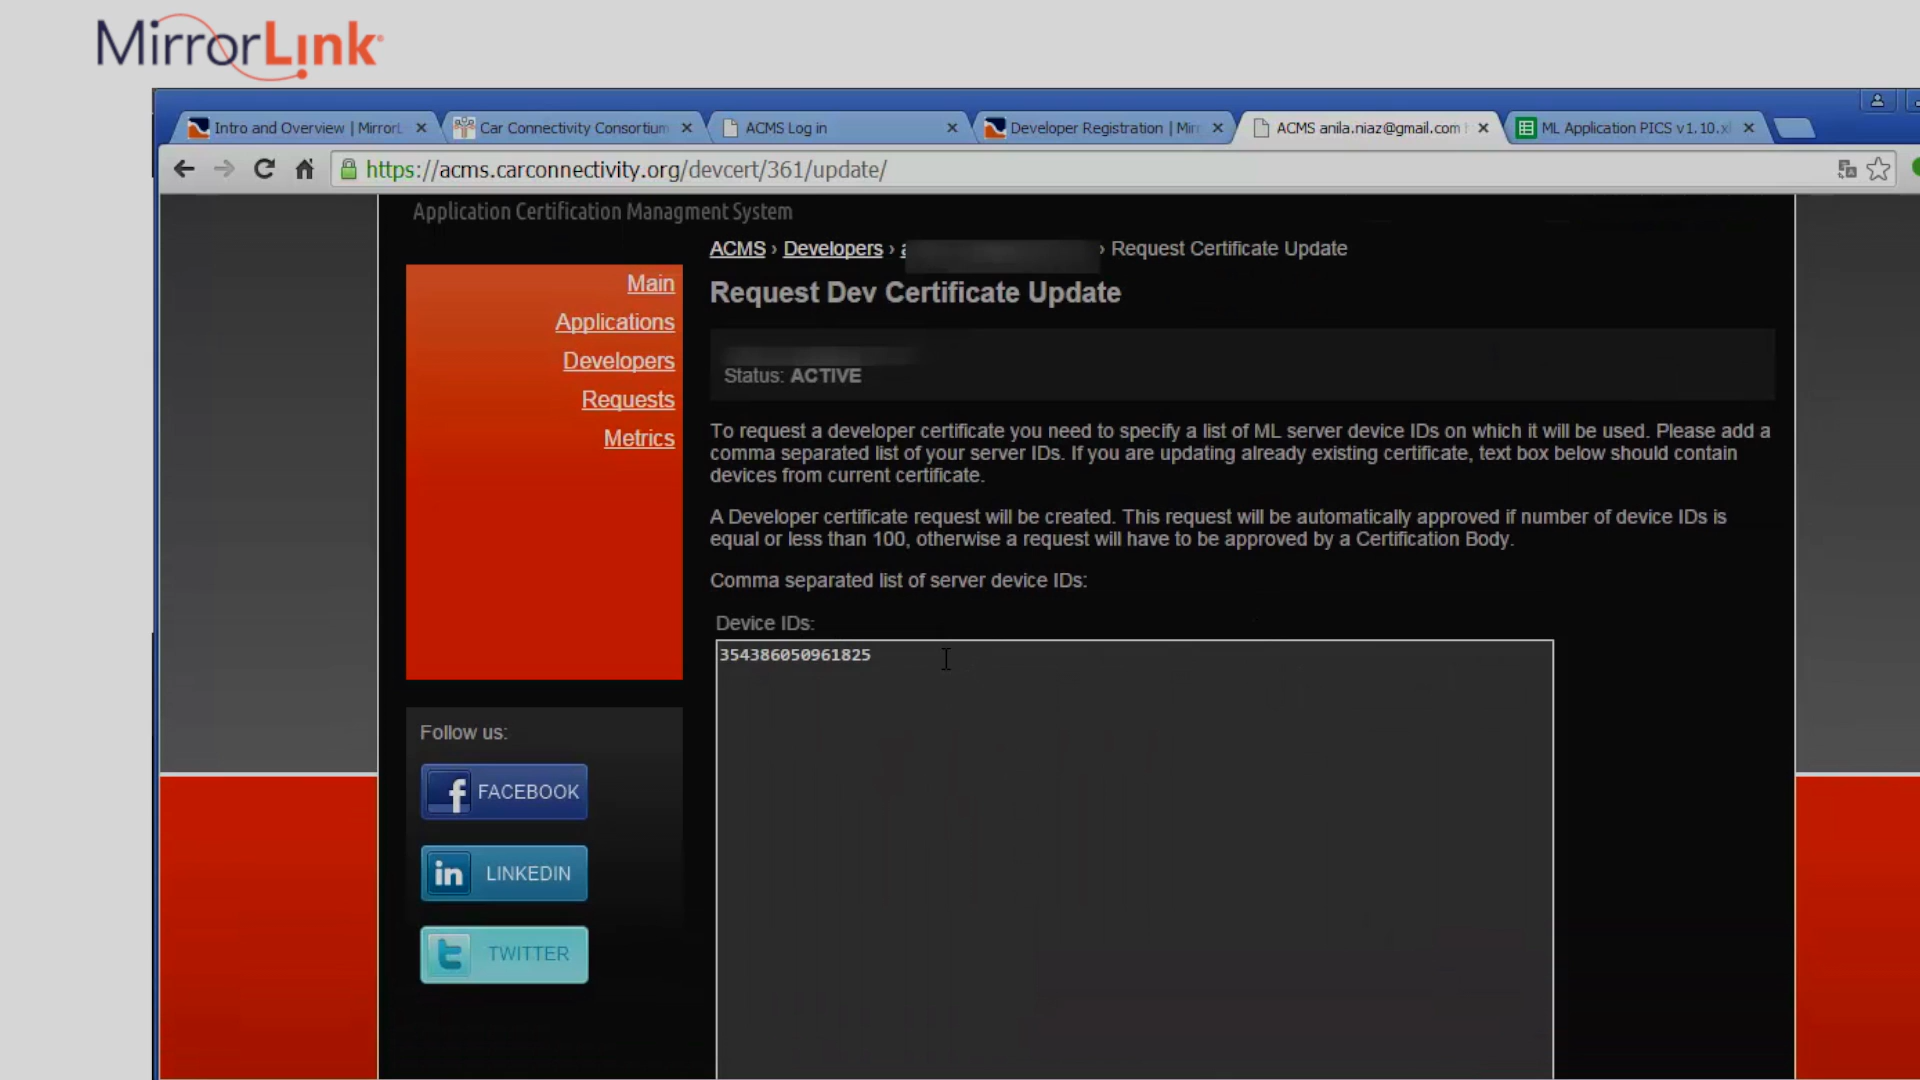 MirrorLink
Intro and Overview | MirrorL
Car Connectivity Consortium
ACMS Log in
Developer Registration | Mirr
ACMS anila.niaz@gmail.com
ML Application PICS v1.10.xl
https://acms.carconnectivity.org/devcert/361/update/
Application Certification Managment System
ACMS › Developers › › Request Certificate Update
Main
Applications
Developers
Requests
Metrics
Request Dev Certificate Update
Status: ACTIVE
To request a developer certificate you need to specify a list of ML server device IDs on which it will be used. Please add a
comma separated list of your server IDs. If you are updating already existing certificate, text box below should contain
devices from current certificate.
A Developer certificate request will be created. This request will be automatically approved if number of device IDs is
equal or less than 100, otherwise a request will have to be approved by a Certification Body.
Comma separated list of server device IDs:
Device IDs:
354386050961825
Follow us:
FACEBOOK
LINKEDIN
TWITTER